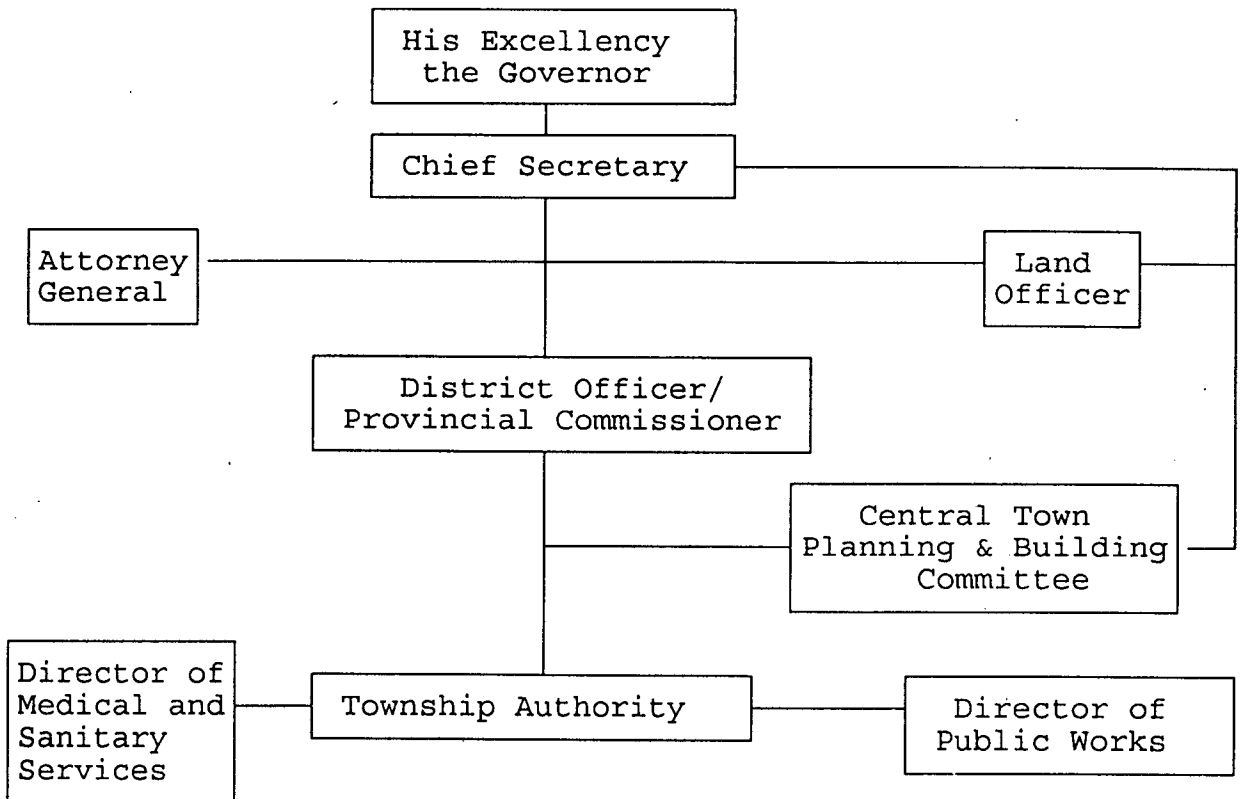 His Excellency
the Governor
Chief Secretary
Attorney
General
Land
Officer
District Officer/
Provincial Commissioner
Central Town
Planning & Building
Committee
Director of
Medical and
Sanitary
Services
Township Authority
Director of
Public Works